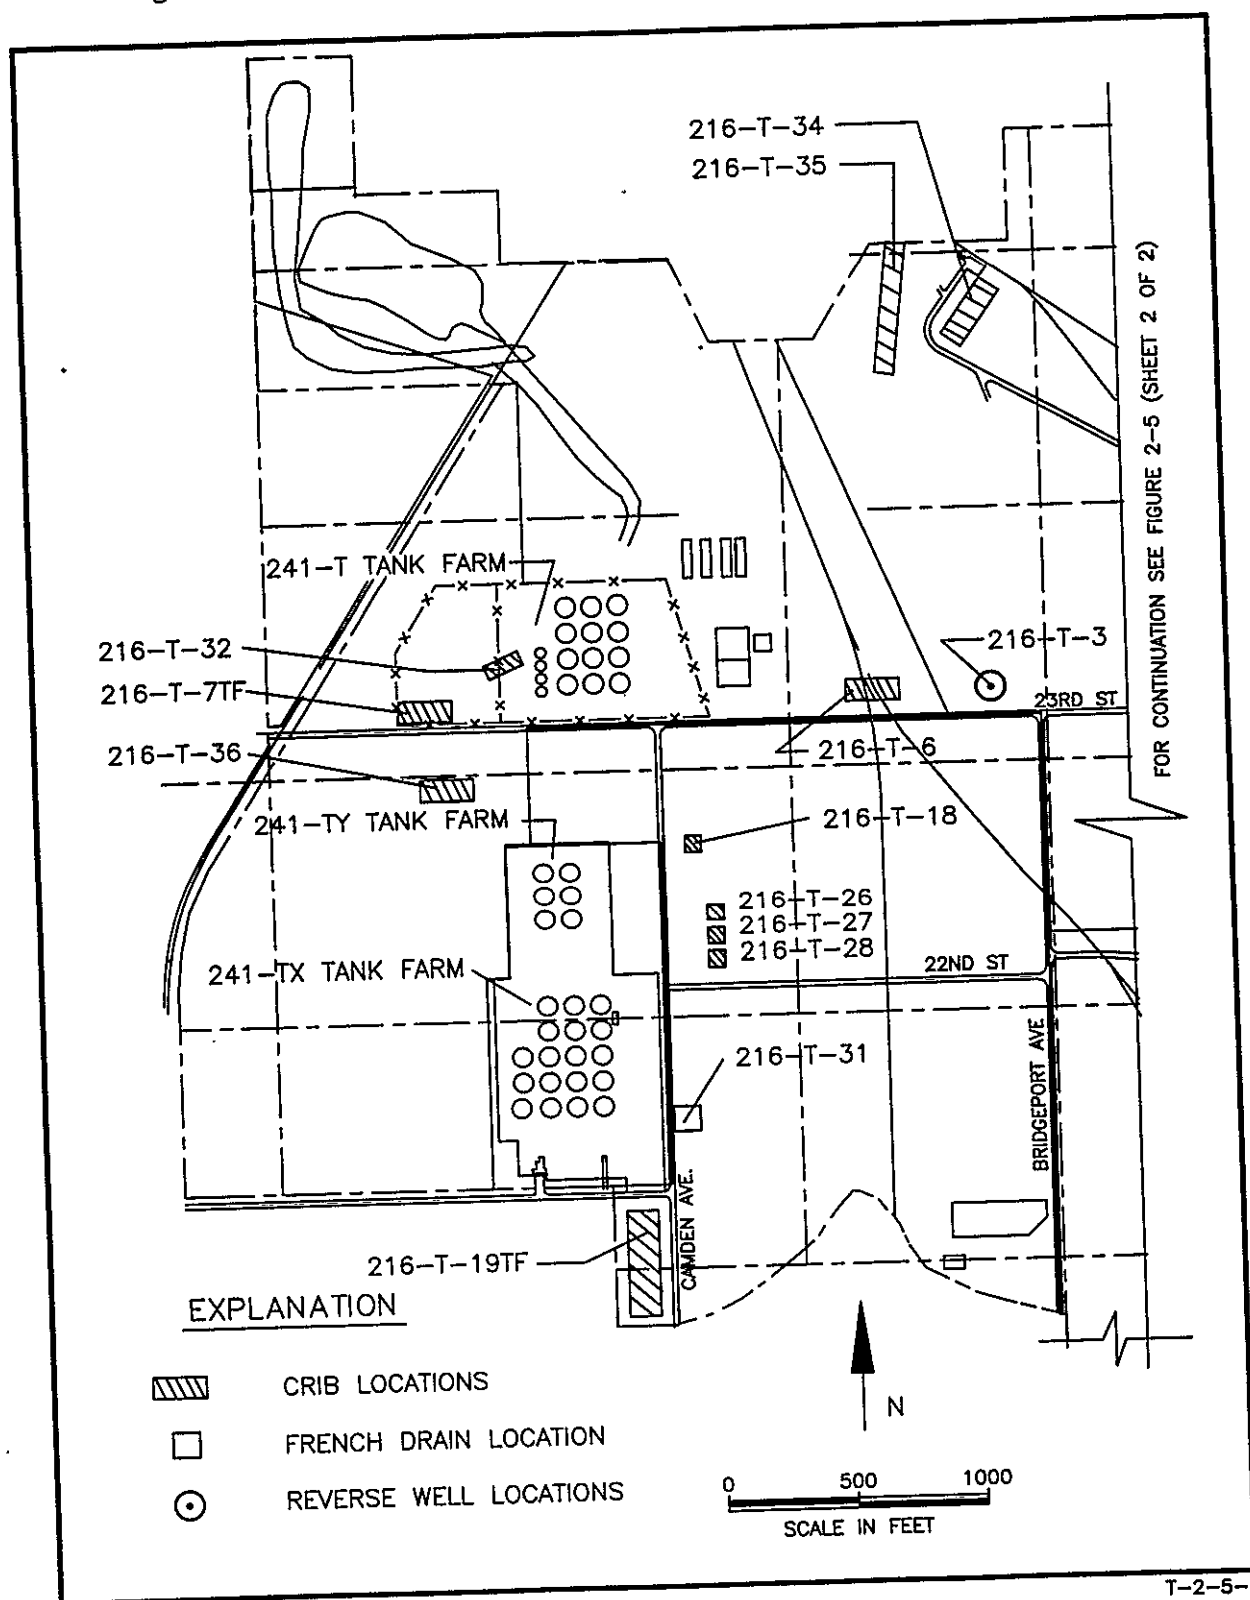 216-T-34
216-T-35
FOR CONTINUATION SEE FIGURE 2-5 (SHEET 2 OF 2)
241-T TANK FARM
216-T-32
216-T-3
216-T-7TF
23RD ST
216-T-36
216-T-6
241-TY TANK FARM
216-T-18
216-T-26
216-T-27
216-T-28
241-TX TANK FARM
22ND ST
216-T-31
BRIDGEPORT AVE
CAMDEN AVE.
216-T-19TF
EXPLANATION
CRIB LOCATIONS
FRENCH DRAIN LOCATION
REVERSE WELL LOCATIONS
N
0 500 1000
SCALE IN FEET
T-2-5-